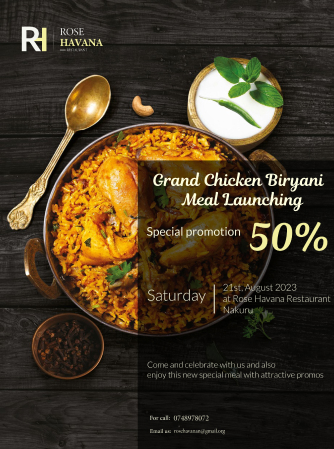 RH
ROSE
HAVANA
Grand Chicken Biryani
Meal Launching
Special promotion 50%
Saturday
21st, August 2023
at Rose Havana Restaurant
Nakuru
Come and celebrate with us and also
enjoy this new special meal with attractive promos
For call: 0748978072
Email us: rosehavanan@gmail.org